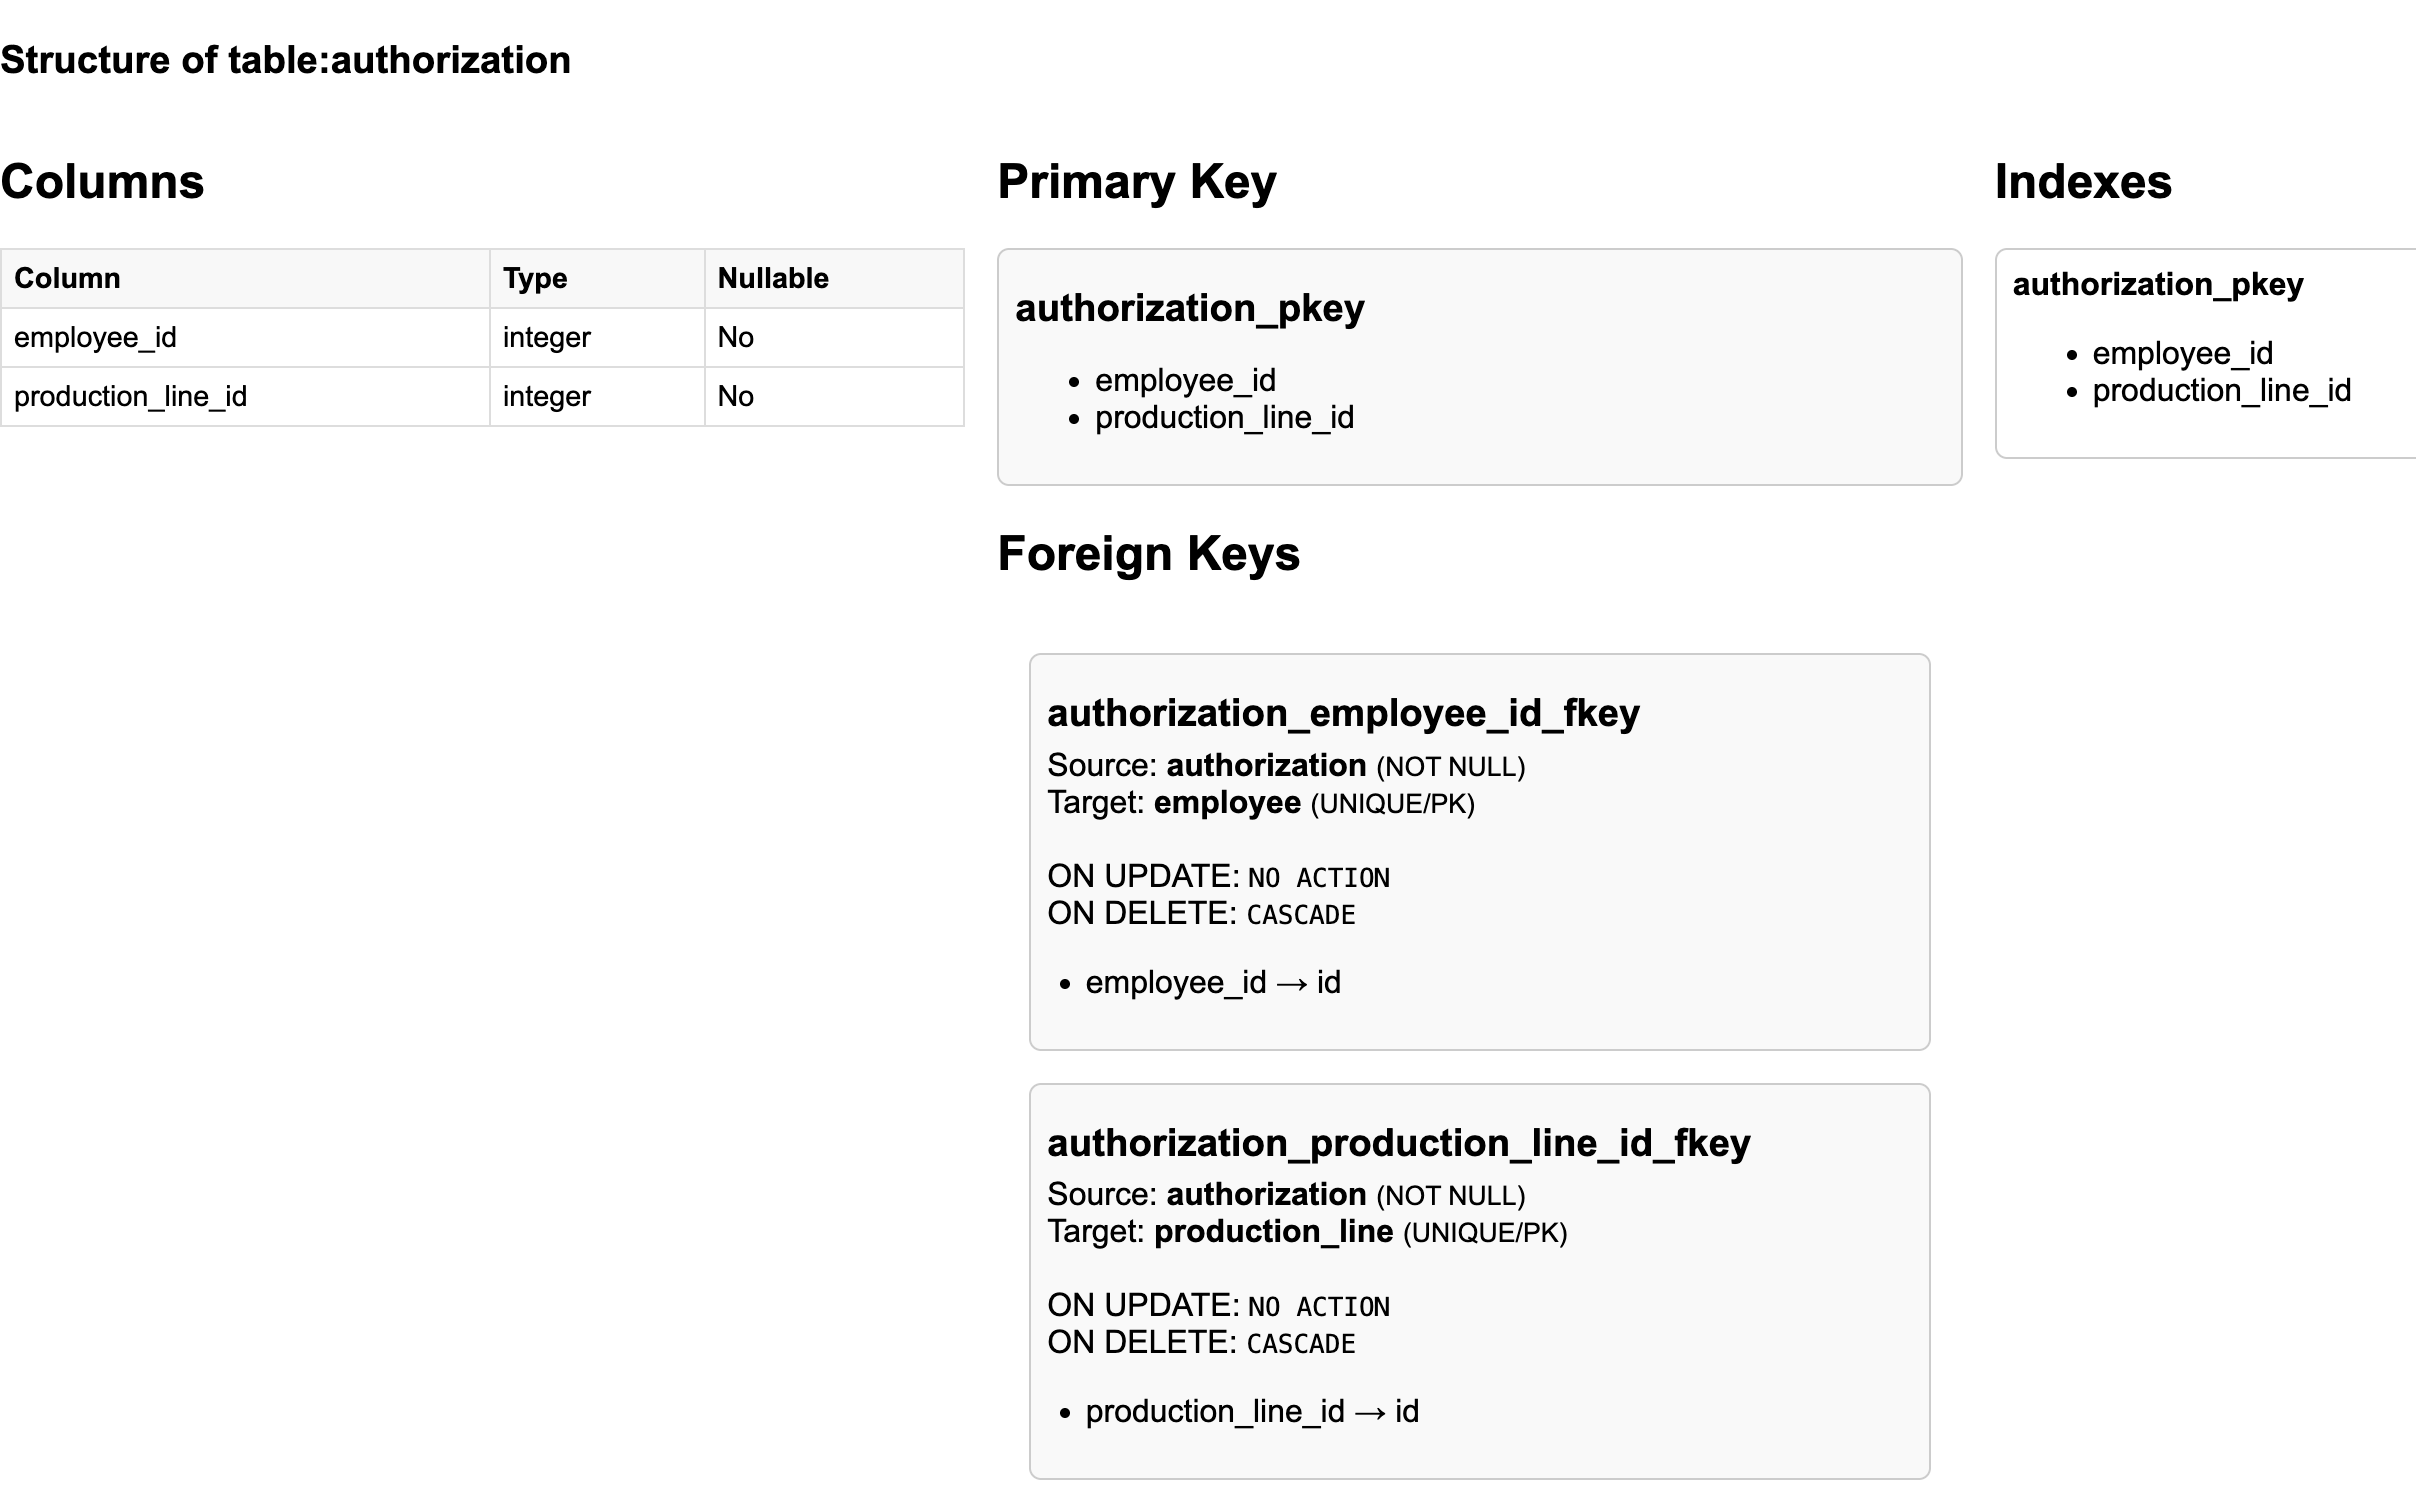 Structure of table:authorization
Columns
Column Type Nullable
employee_id integer No
production_line_id integer No
Primary Key
authorization_pkey
• employee_id
• production_line_id
Foreign Keys
authorization_employee_id_fkey
Source: authorization (NOT NULL)
Target: employee (UNIQUE/PK)
ON UPDATE: NO ACTION
ON DELETE: CASCADE
• employee_id → id
authorization_production_line_id_fkey
Source: authorization (NOT NULL)
Target: production_line (UNIQUE/PK)
ON UPDATE: NO ACTION
ON DELETE: CASCADE
• production_line_id → id
Indexes
authorization_pkey
• employee_id
• production_line_id